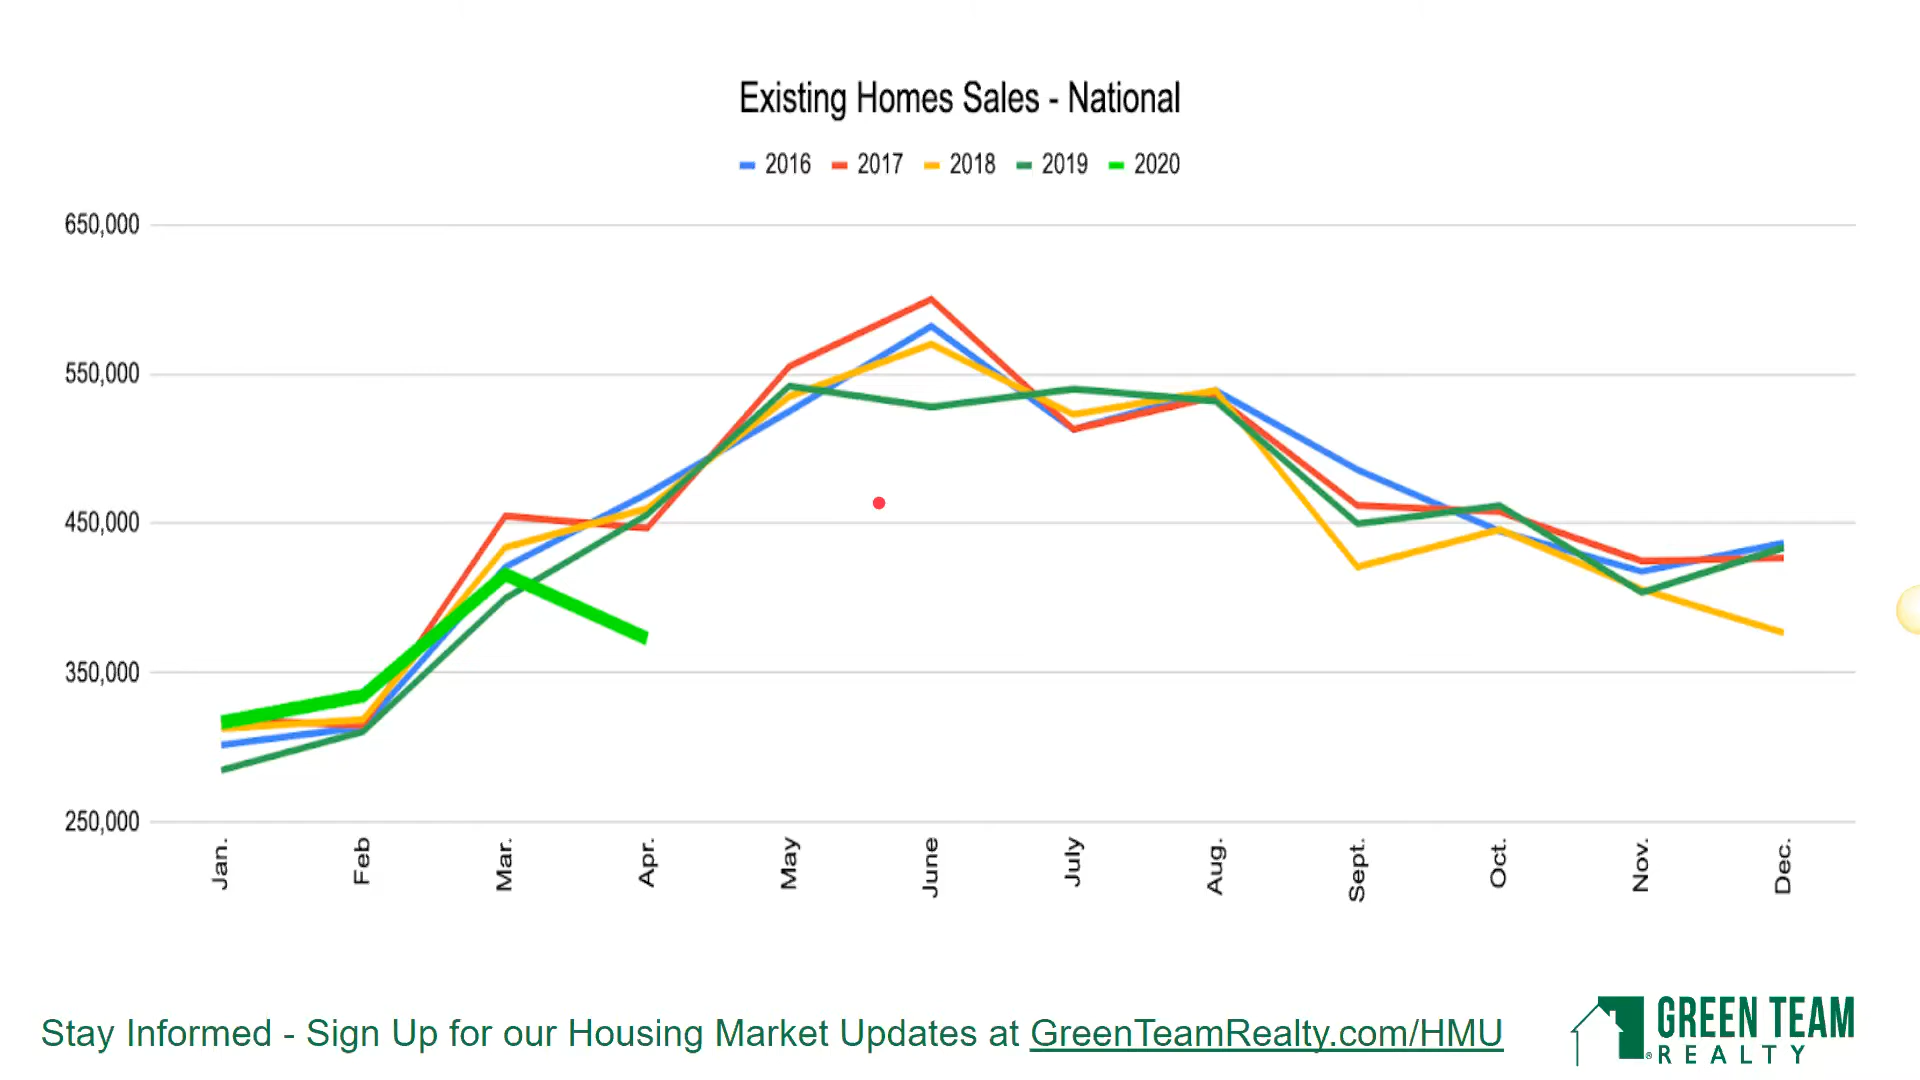 Existing Homes Sales - National
2016 2017 2018 2019 2020
650,000
550,000
450,000
350,000
250,000
Jan. Feb Mar. Apr. May June July Aug. Sept. Oct. Nov. Dec.
Stay Informed - Sign Up for our Housing Market Updates at GreenTeamRealty.com/HMU
GREEN TEAM
® REALTY